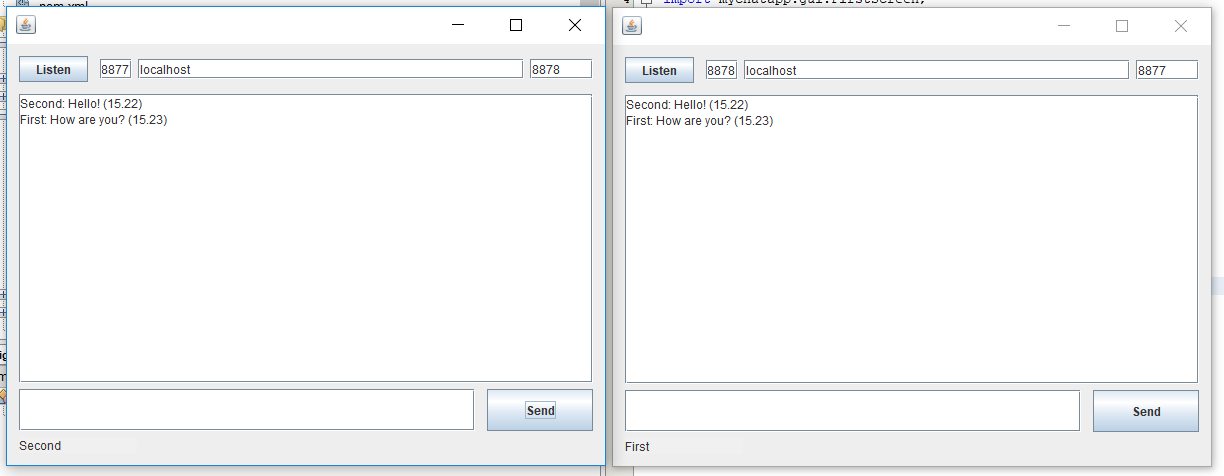 pom.xml
import mychatapp.gui.FirstScreen;
Listen 8877 localhost 8878
Second: Hello! (15.22)
First: How are you? (15.23)
Send
Second
Listen 8878 localhost 8877
Second: Hello! (15.22)
First: How are you? (15.23)
Send
First